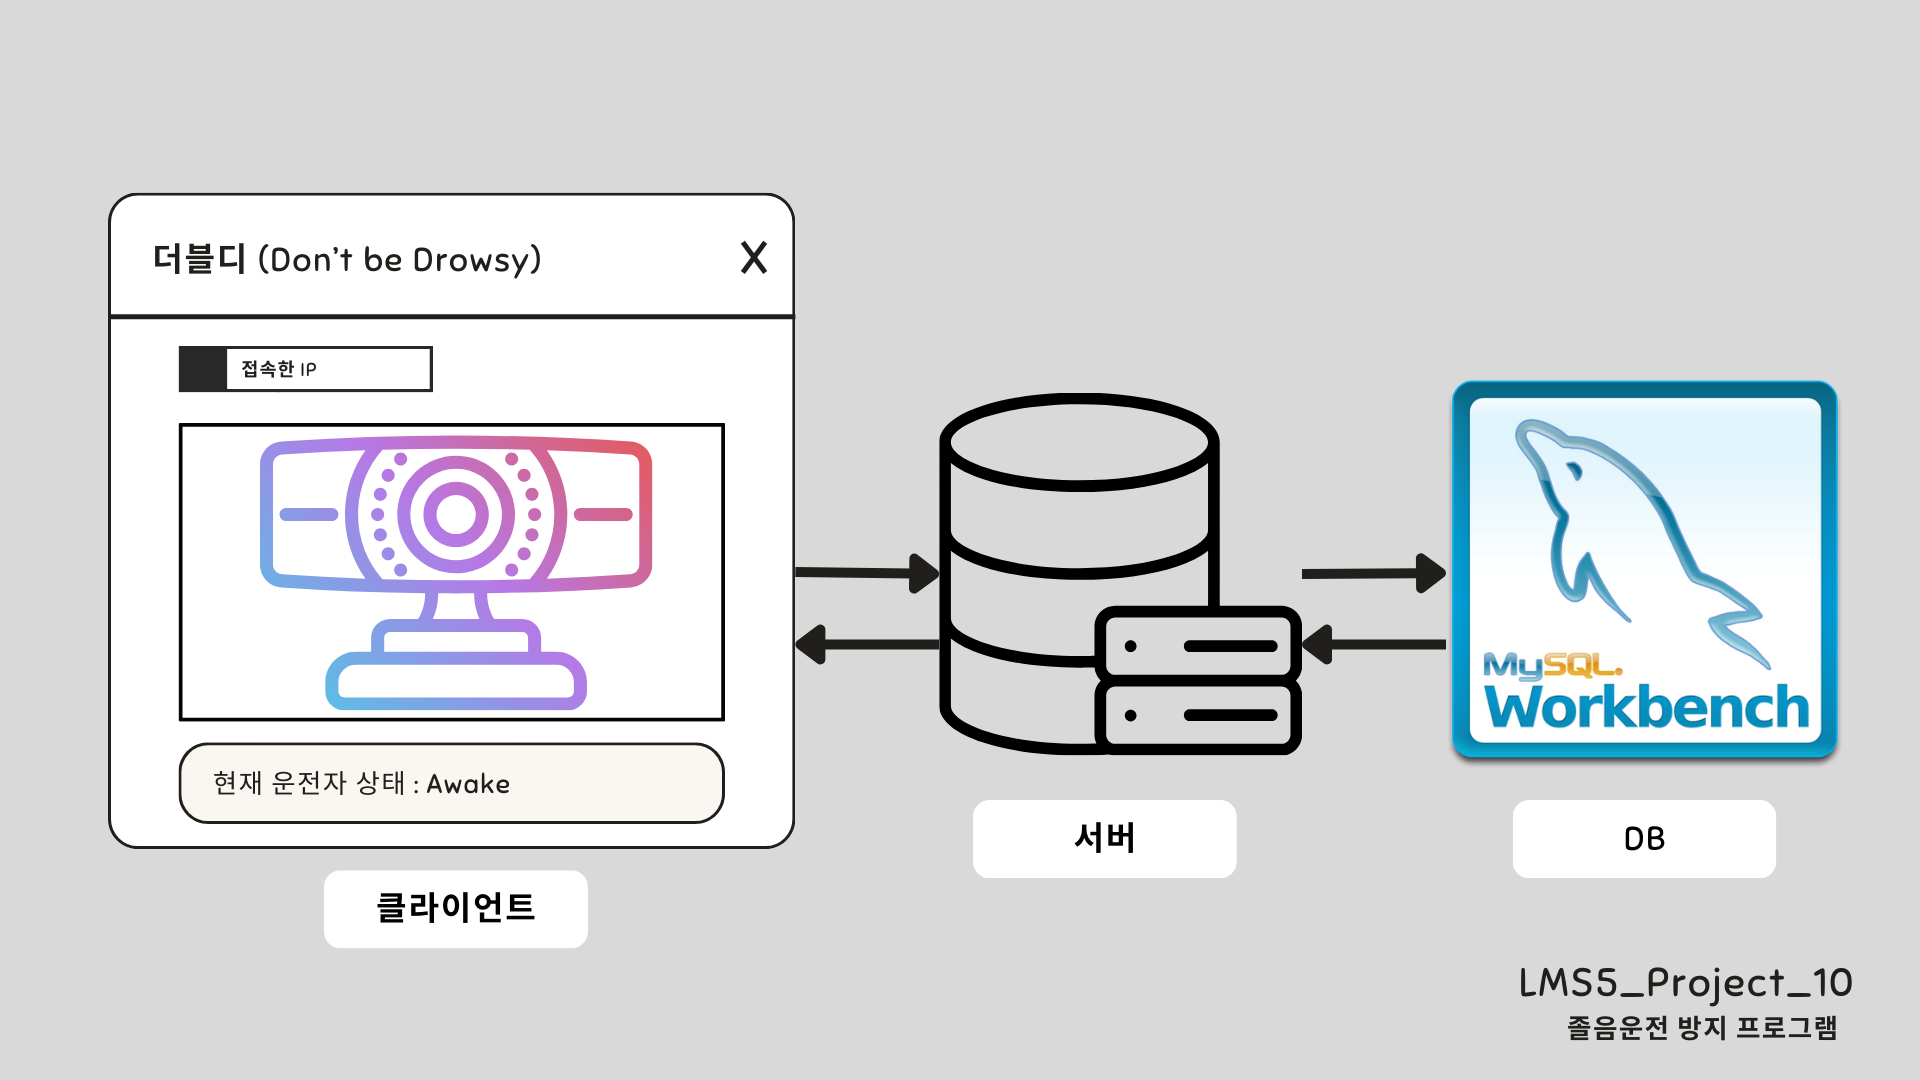 더블디 (Don't be Drowsy)
X
접속한 IP
현재 운전자 상태 : Awake
클라이언트
서버
MySQL.
Workbench
DB
LMS5_Project_10
졸음운전 방지 프로그램